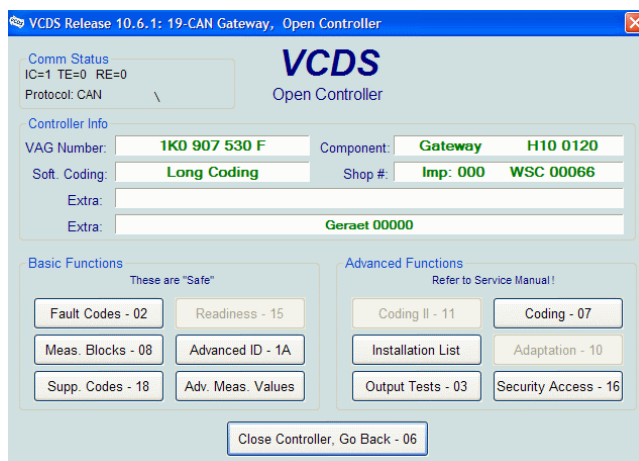 VCDS Release 10.6.1: 19-CAN Gateway, Open Controller
Comm Status
IC=1 TE=0 RE=0
Protocol: CAN \
VCDS
Open Controller
Controller Info
VAG Number: 1K0 907 530 F Component: Gateway H10 0120
Soft. Coding: Long Coding Shop #: Imp: 000 WSC 00066
Extra:
Extra: Geraet 00000
Basic Functions
These are "Safe"
Fault Codes - 02 Readiness - 15
Meas. Blocks - 08 Advanced ID - 1A
Supp. Codes - 18 Adv. Meas. Values
Advanced Functions
Refer to Service Manual!
Coding II - 11 Coding - 07
Installation List Adaptation - 10
Output Tests - 03 Security Access - 16
Close Controller, Go Back - 06